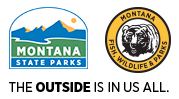 MONTANA
STATE PARKS
MONTANA
FISH, WILDLIFE & PARKS
THE OUTSIDE IS IN US ALL.